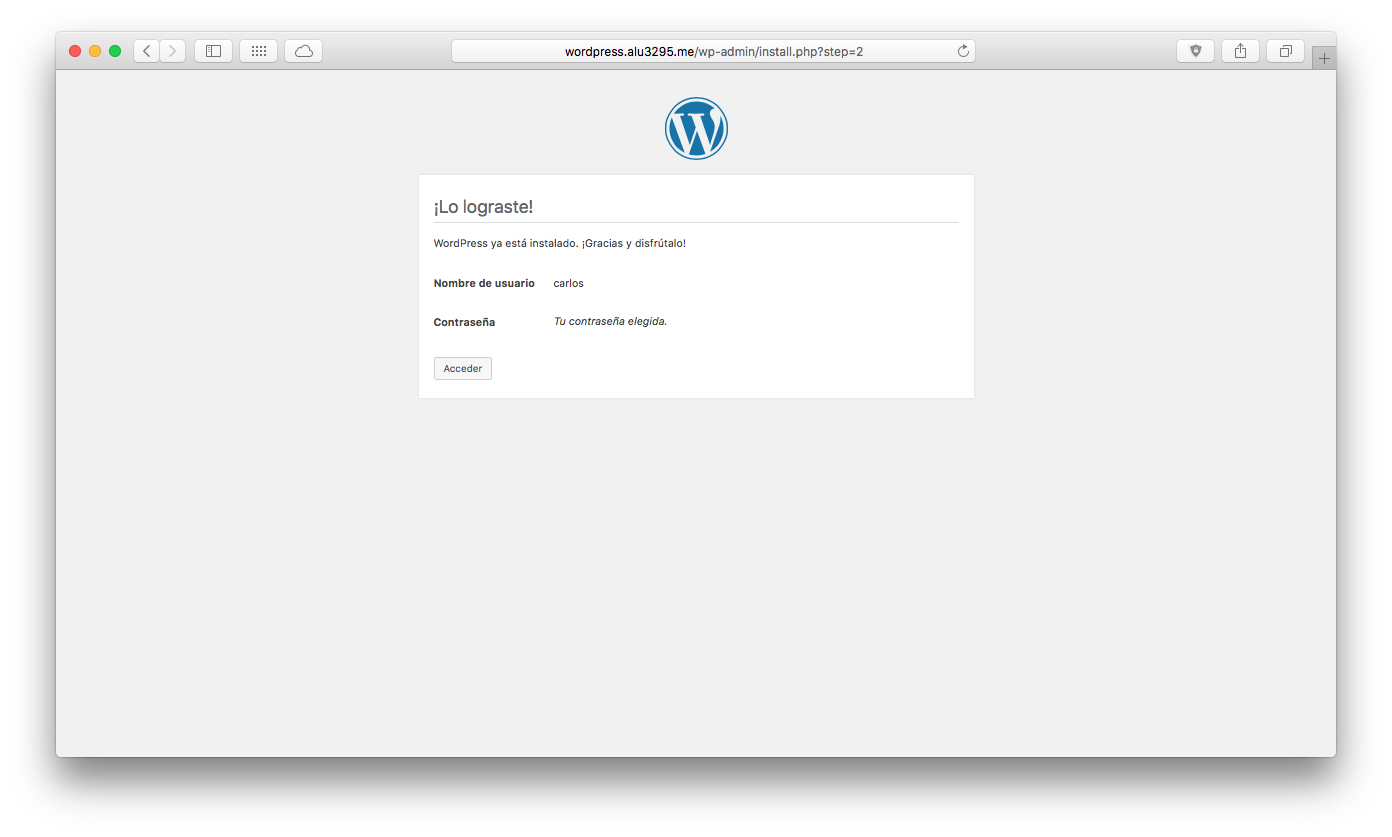 wordpress.alu3295.me/wp-admin/install.php?step=2
¡Lo lograste!
WordPress ya está instalado. ¡Gracias y disfrútalo!
Nombre de usuario carlos
Contraseña Tu contraseña elegida.
Acceder